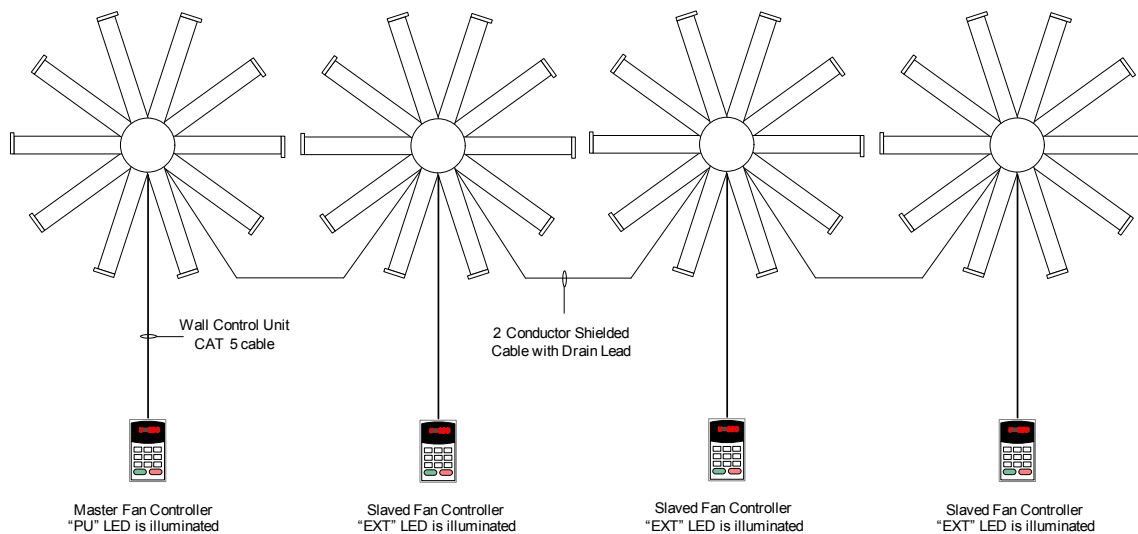 Wall Control Unit
CAT 5 cable
2 Conductor Shielded
Cable with Drain Lead
Master Fan Controller
"PU" LED is illuminated
Slaved Fan Controller
"EXT" LED is illuminated
Slaved Fan Controller
"EXT" LED is illuminated
Slaved Fan Controller
"EXT" LED is illuminated